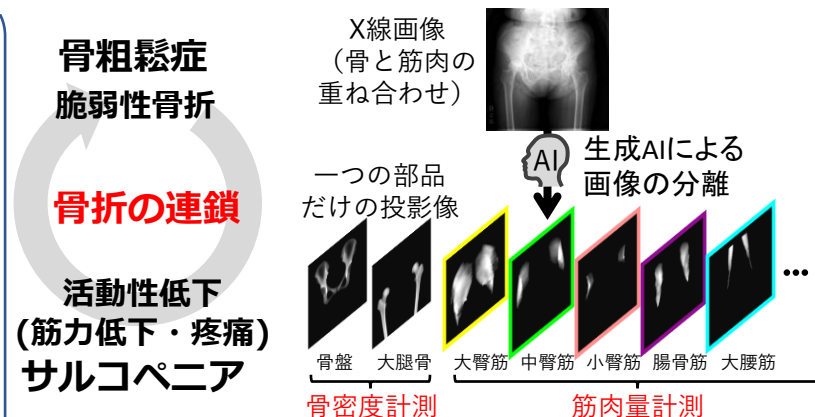 骨粗鬆症
脆弱性骨折
骨折の連鎖
活動性低下
(筋力低下・疼痛)
サルコペニア
X線画像
（骨と筋肉の
重ね合わせ）
AI
生成AIによる
画像の分離
一つの部品
だけの投影像
...
骨盤
大腿骨
大臀筋
中臀筋
小臀筋
腸骨筋
大腰筋
骨密度計測
筋肉量計測